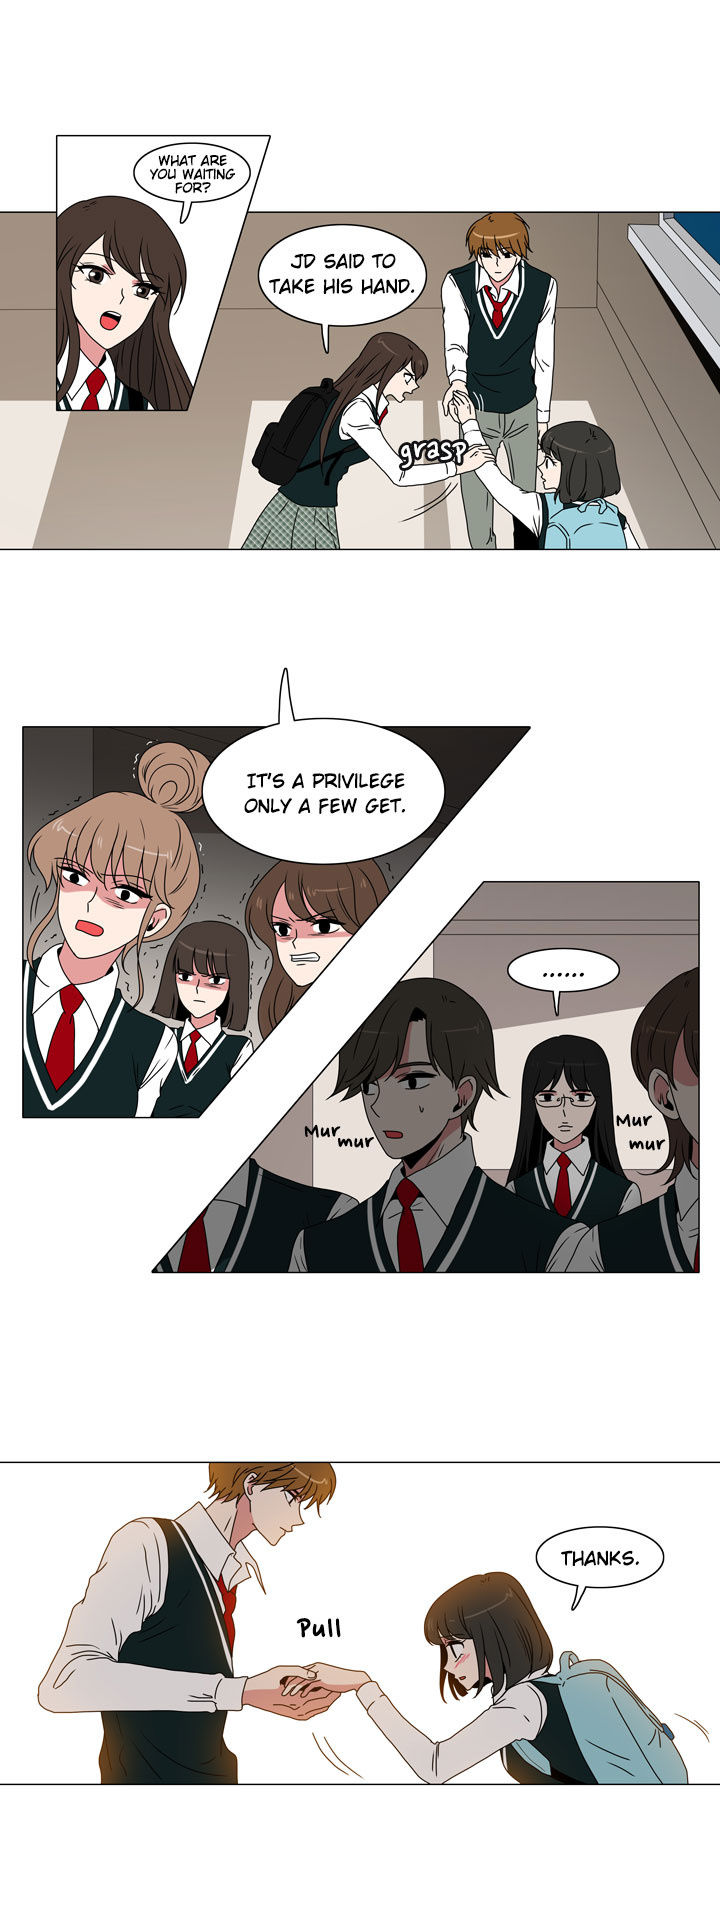 WHAT ARE
YOU WAITING
FOR?
JD SAID TO
TAKE HIS HAND.
grasp
IT'S A PRIVILEGE
ONLY A FEW GET.
......
Mur
mur
Mur
mur
THANKS.
Pull